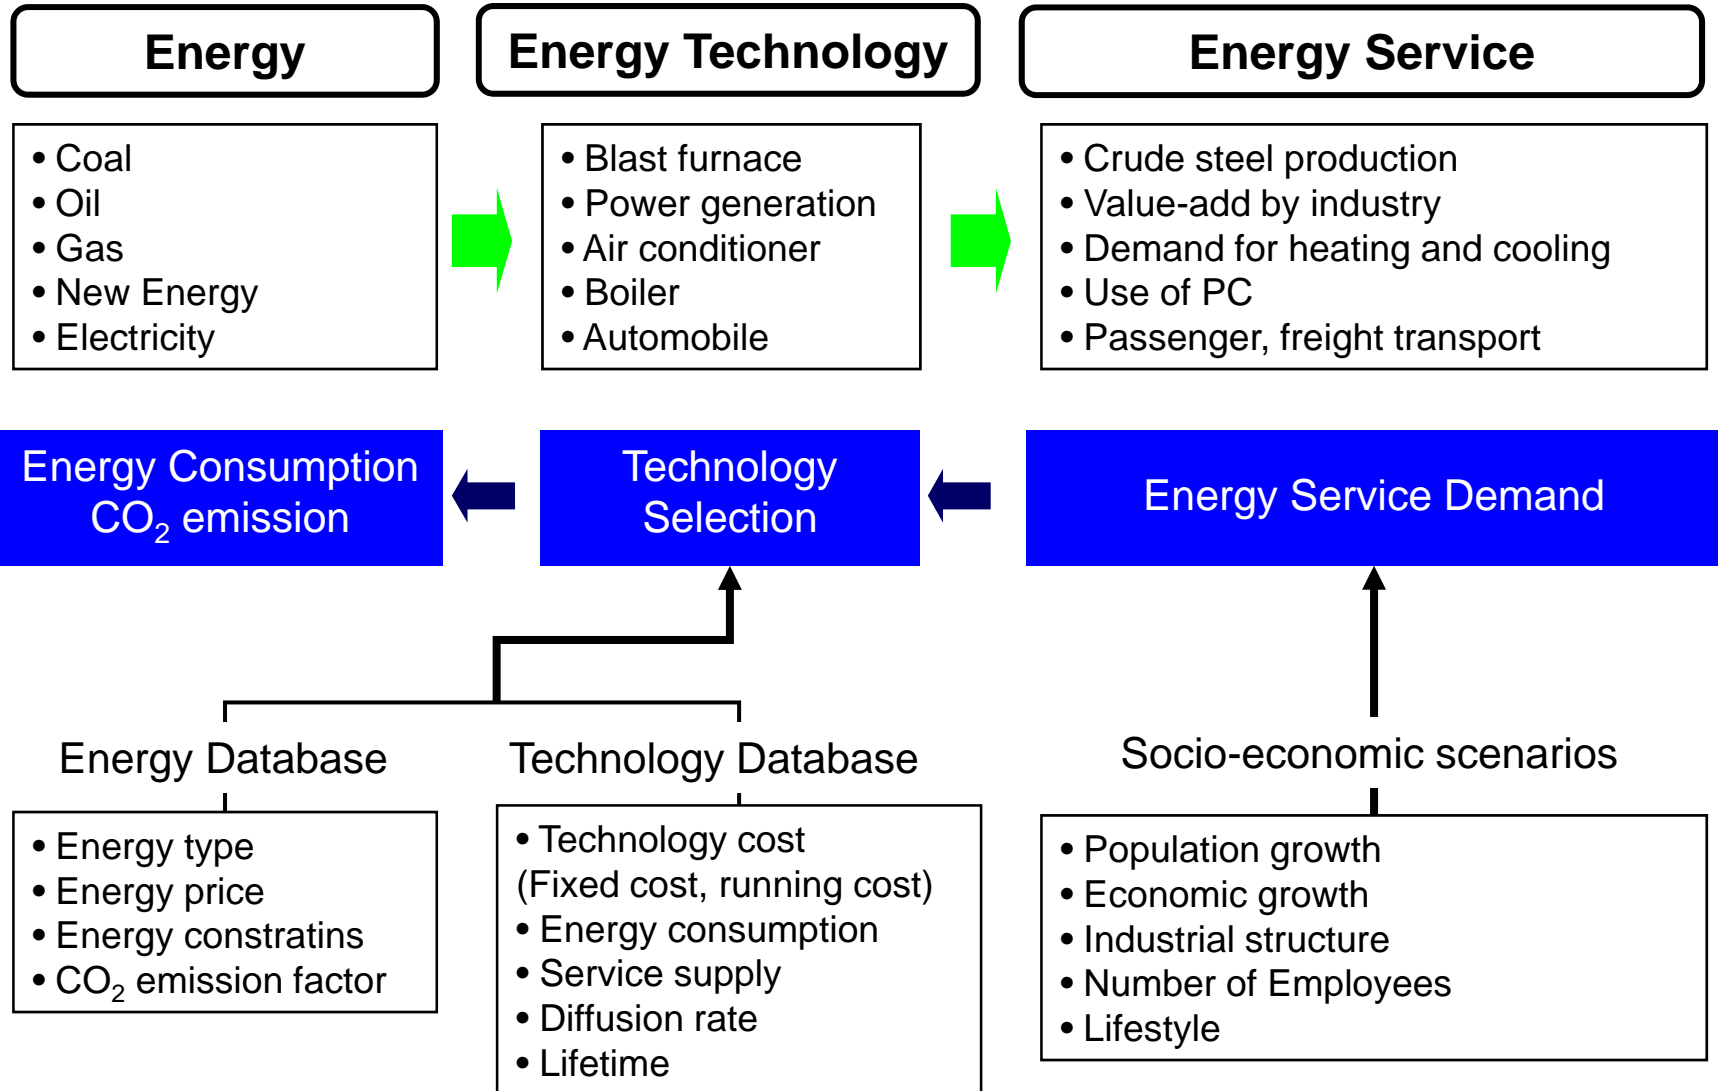 Energy
Energy Technology
Energy Service
• Coal
• Oil
• Gas
• New Energy
• Electricity
• Blast furnace
• Power generation
• Air conditioner
• Boiler
• Automobile
• Crude steel production
• Value-add by industry
• Demand for heating and cooling
• Use of PC
• Passenger, freight transport
Energy Consumption
CO₂ emission
Technology
Selection
Energy Service Demand
Energy Database
Technology Database
Socio-economic scenarios
• Energy type
• Energy price
• Energy constratins
• CO₂ emission factor
• Technology cost
(Fixed cost, running cost)
• Energy consumption
• Service supply
• Diffusion rate
• Lifetime
• Population growth
• Economic growth
• Industrial structure
• Number of Employees
• Lifestyle